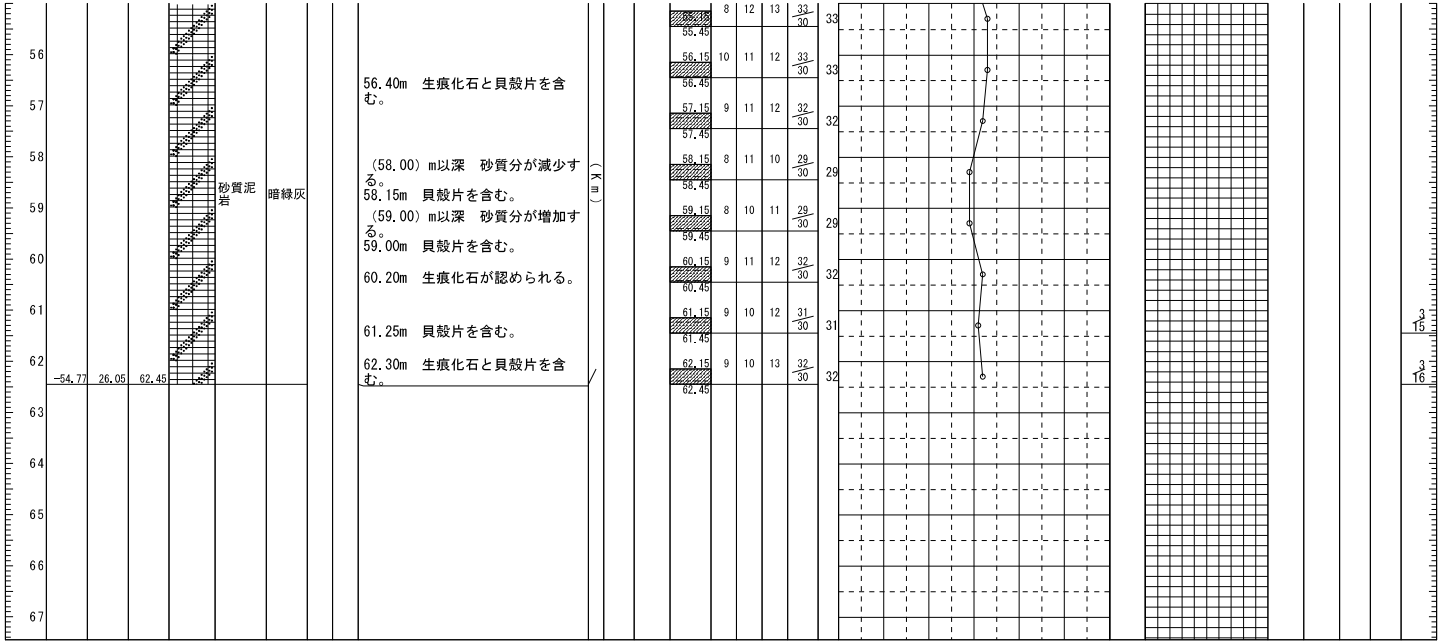 56
57
58
59
60
61
62
63
64
65
66
67
-54.77 26.05 62.45
砂質泥
岩
暗緑灰
56.40m 生痕化石と貝殻片を含
む。
(58.00) m以深 砂質分が減少す
る。
58.15m 貝殻片を含む。
(59.00) m以深 砂質分が増加す
る。
59.00m 貝殻片を含む。
60.20m 生痕化石が認められる。
61.25m 貝殻片を含む。
62.30m 生痕化石と貝殻片を含
む。
(Km)
55.15 8 12 13 33/30 33
55.45
56.15 10 11 12 33/30 33
56.45
57.15 9 11 12 32/30 32
57.45
58.15 8 11 10 29/30 29
58.45
59.15 8 10 11 29/30 29
59.45
60.15 9 11 12 32/30 32
60.45
61.15 9 10 12 31/30 31
61.45
62.15 9 10 13 32/30 32
62.45
3/15
3/16